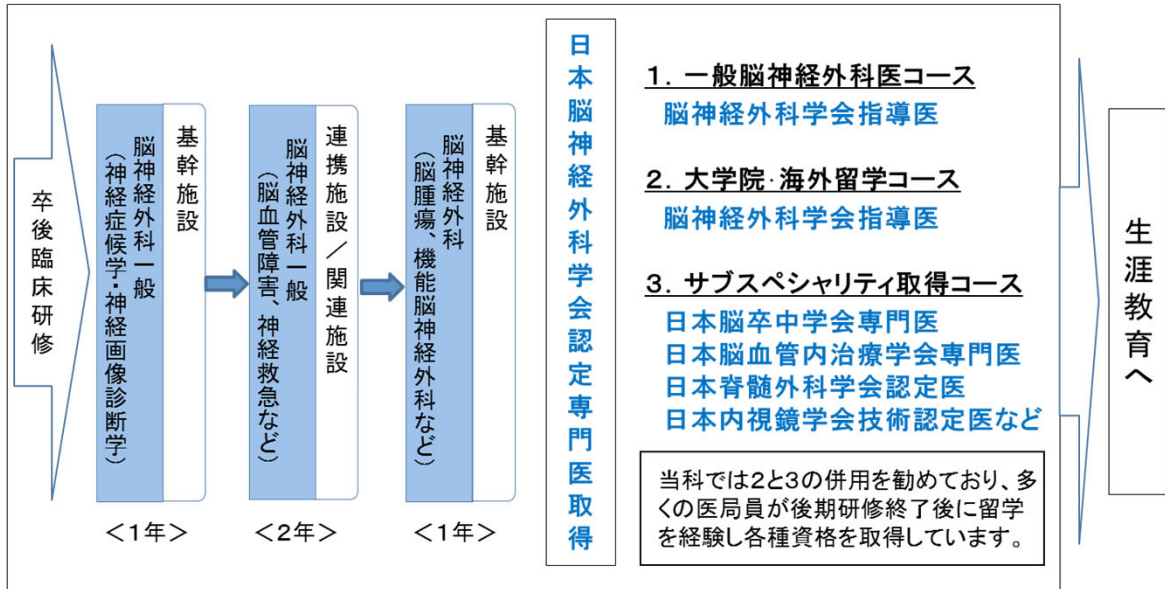 卒後臨床研修
基幹施設
脳神経外科一般
（神経症候学・神経画像診断学）
＜1年＞
連携施設／関連施設
脳神経外科一般
（脳血管障害、神経救急など）
＜2年＞
基幹施設
脳神経外科
（脳腫瘍、機能脳神経外科など）
＜1年＞
日本脳神経外科学会認定専門医取得
1．一般脳神経外科医コース
脳神経外科学会指導医
2．大学院・海外留学コース
脳神経外科学会指導医
3．サブスペシャリティ取得コース
日本脳卒中学会専門医
日本脳血管内治療学会専門医
日本脊髄外科学会認定医
日本内視鏡学会技術認定医など
当科では2と3の併用を勧めており、多
くの医局員が後期研修終了後に留学
を経験し各種資格を取得しています。
生涯教育へ